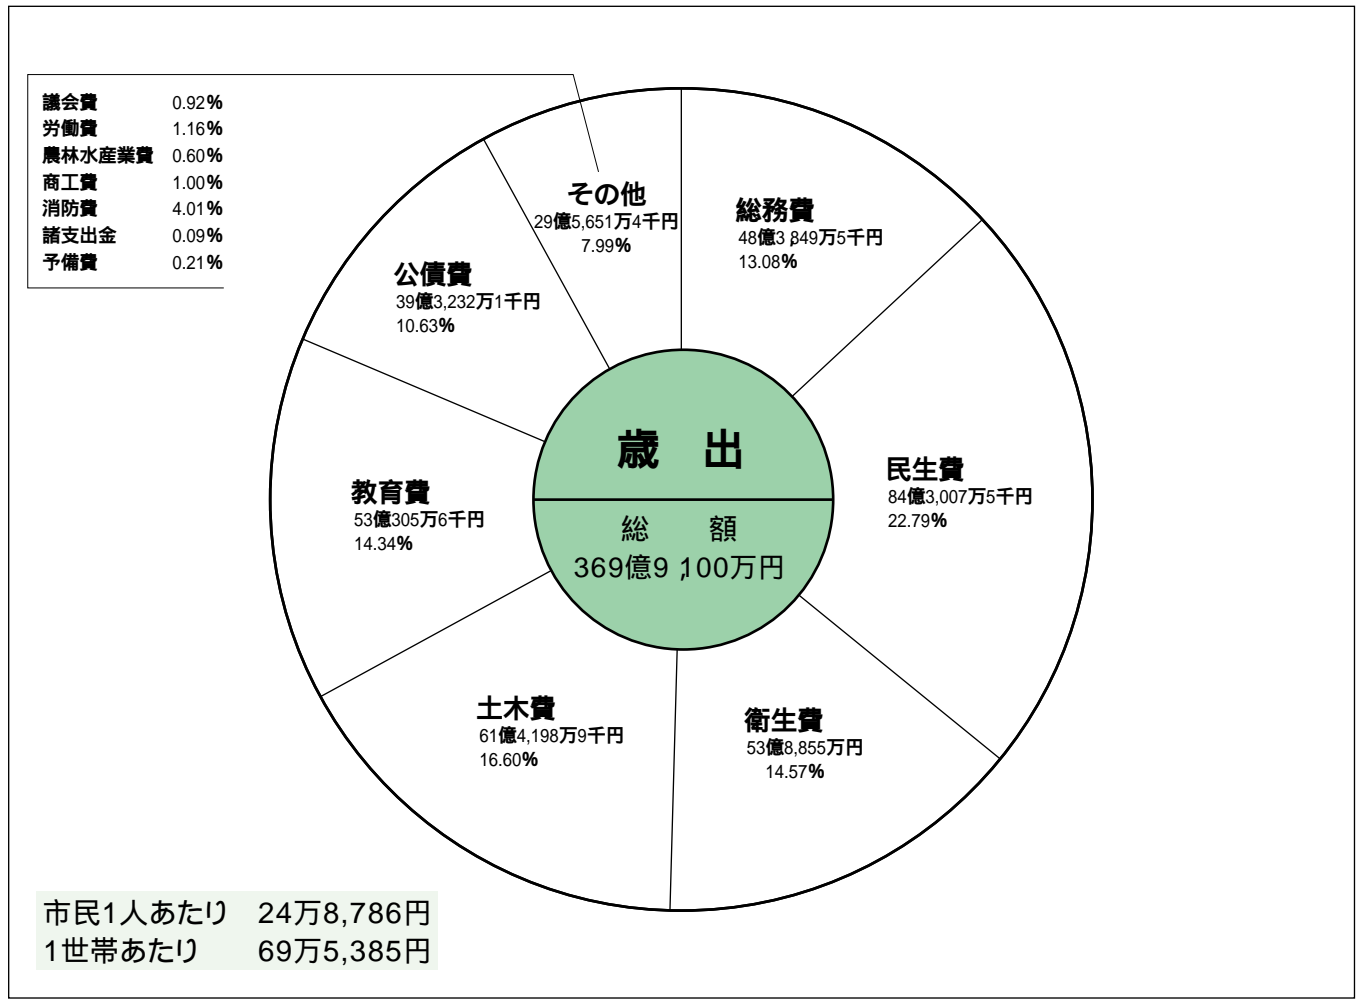 議会費 0.92%
労働費 1.16%
農林水産業費 0.60%
商工費 1.00%
消防費 4.01%
諸支出金 0.09%
予備費 0.21%
その他
29億5,651万4千円
7.99%
総務費
48億3,849万5千円
13.08%
公債費
39億3,232万1千円
10.63%
歳 出
民生費
84億3,007万5千円
22.79%
教育費
53億305万6千円
14.34%
総 額
369億9,100万円
土木費
61億4,198万9千円
16.60%
衛生費
53億8,855万円
14.57%
市民1人あたり 24万8,786円
1世帯あたり 69万5,385円